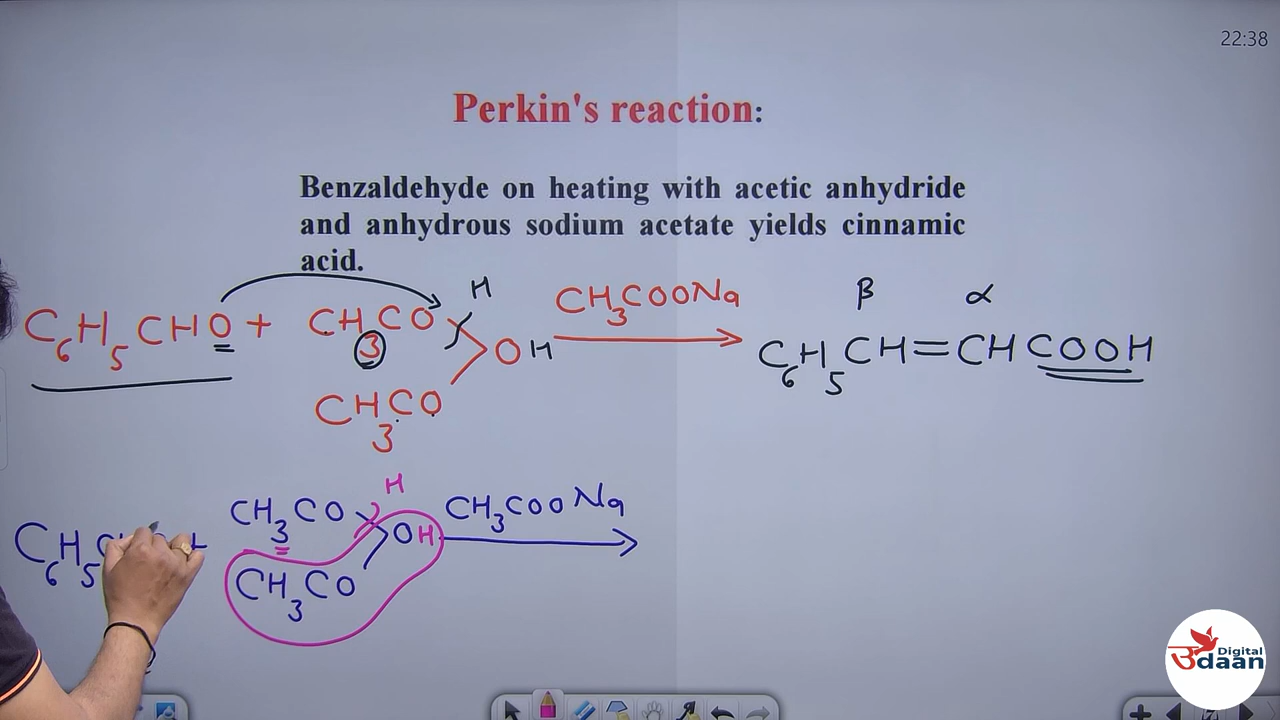 22:38
Perkin's reaction:
Benzaldehyde on heating with acetic anhydride
and anhydrous sodium acetate yields cinnamic
acid.
β α
H
C6H5CHO + CH3CO OH CH3COONa C6H5CH=CHCOOH
CH3CO
H
C6H5 + CH3CO OH CH3COONa
CH3CO
Digital
उdaan